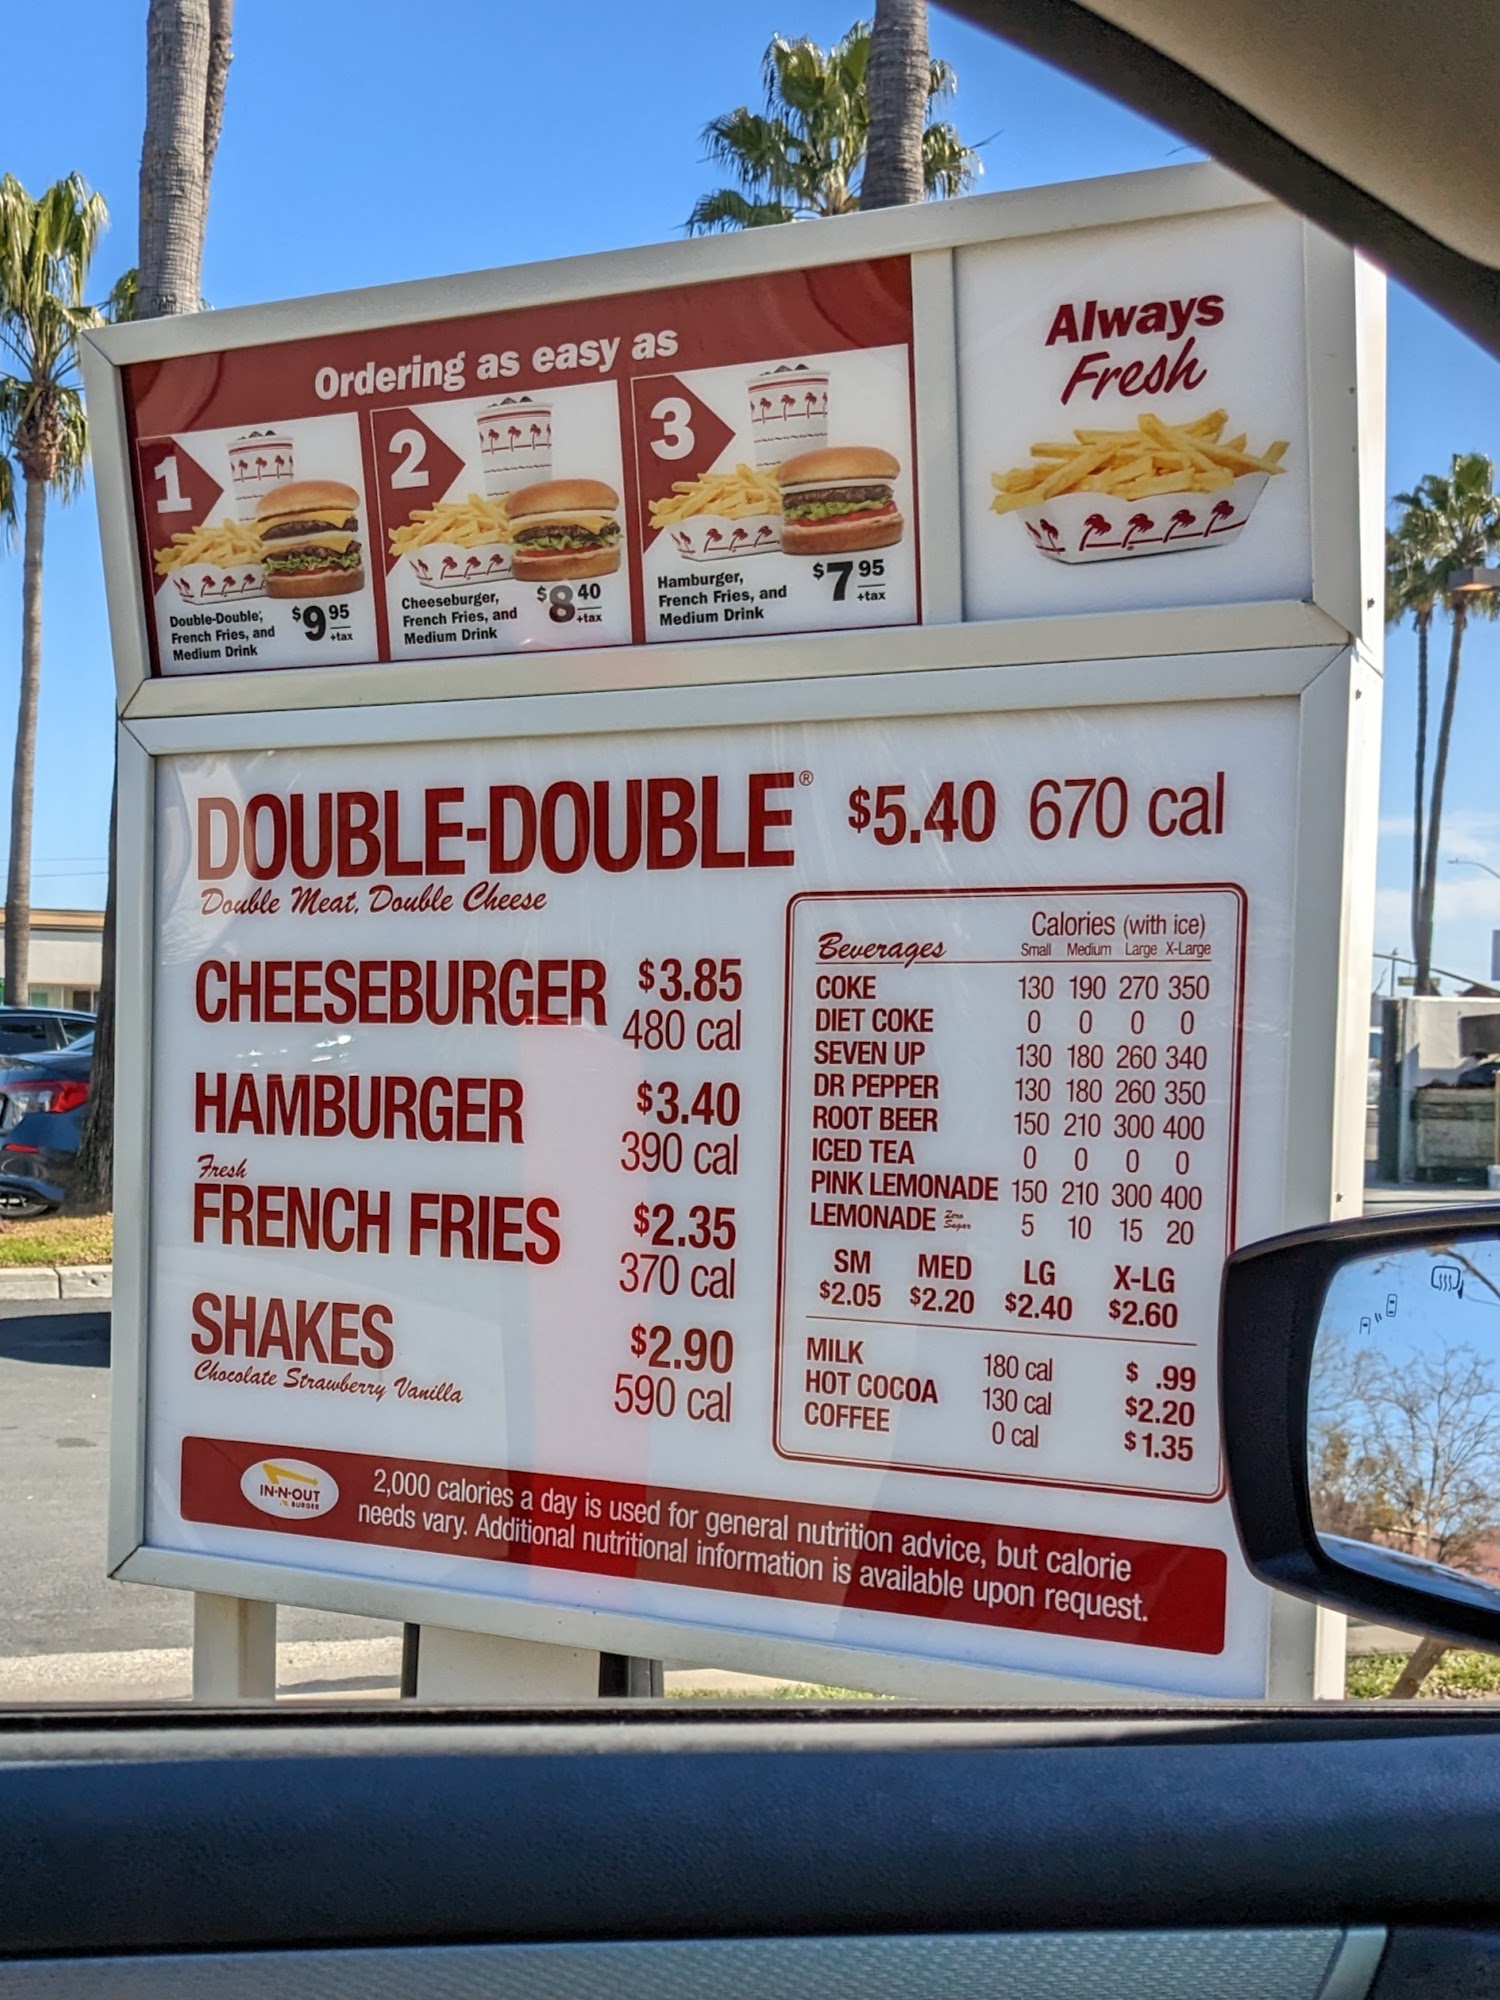 Ordering as easy as
1
Double-Double,
French Fries, and
Medium Drink
$9 95
+tax
2
Cheeseburger,
French Fries, and
Medium Drink
$8 40
+tax
3
Hamburger,
French Fries, and
Medium Drink
$7 95
+tax
Always
Fresh
DOUBLE-DOUBLE® $5.40 670 cal
Double Meat, Double Cheese
CHEESEBURGER $3.85
480 cal
HAMBURGER $3.40
390 cal
Fresh
FRENCH FRIES $2.35
370 cal
SHAKES $2.90
Chocolate Strawberry Vanilla 590 cal
Calories (with ice)
Beverages Small Medium Large X-Large
COKE 130 190 270 350
DIET COKE 0 0 0 0
SEVEN UP 130 180 260 340
DR PEPPER 130 180 260 350
ROOT BEER 150 210 300 400
ICED TEA 0 0 0 0
PINK LEMONADE 150 210 300 400
LEMONADE Zero Sugar 5 10 15 20
SM MED LG X-LG
$2.05 $2.20 $2.40 $2.60
MILK 180 cal $ .99
HOT COCOA 130 cal $2.20
COFFEE 0 cal $1.35
IN-N-OUT
BURGER
2,000 calories a day is used for general nutrition advice, but calorie
needs vary. Additional nutritional information is available upon request.